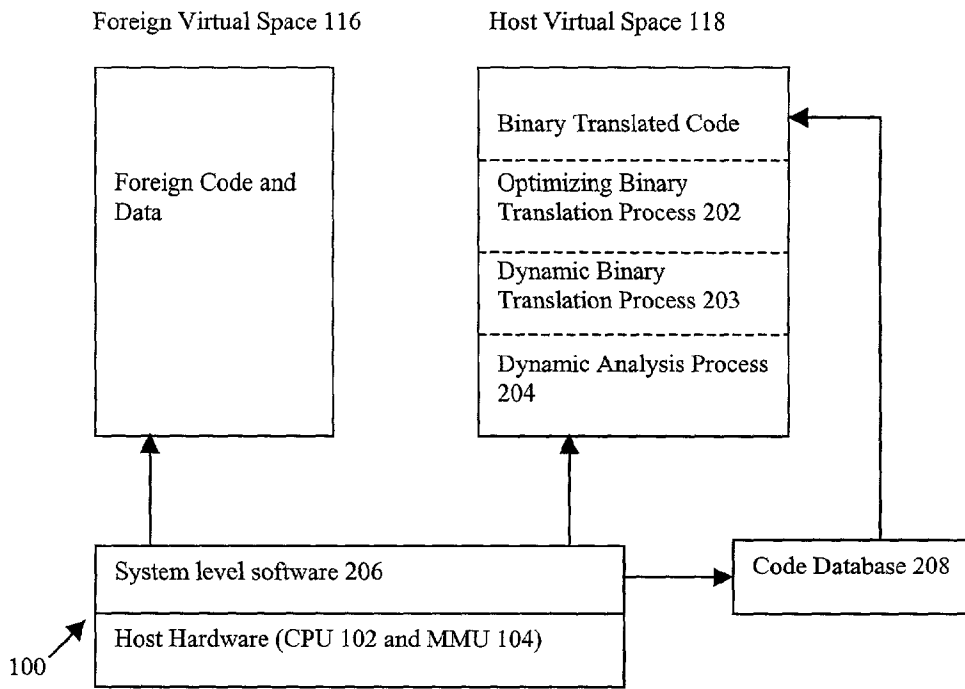 Foreign Virtual Space 116
Host Virtual Space 118
Foreign Code and
Data
Binary Translated Code
Optimizing Binary
Translation Process 202
Dynamic Binary
Translation Process 203
Dynamic Analysis Process
204
System level software 206
Code Database 208
Host Hardware (CPU 102 and MMU 104)
100